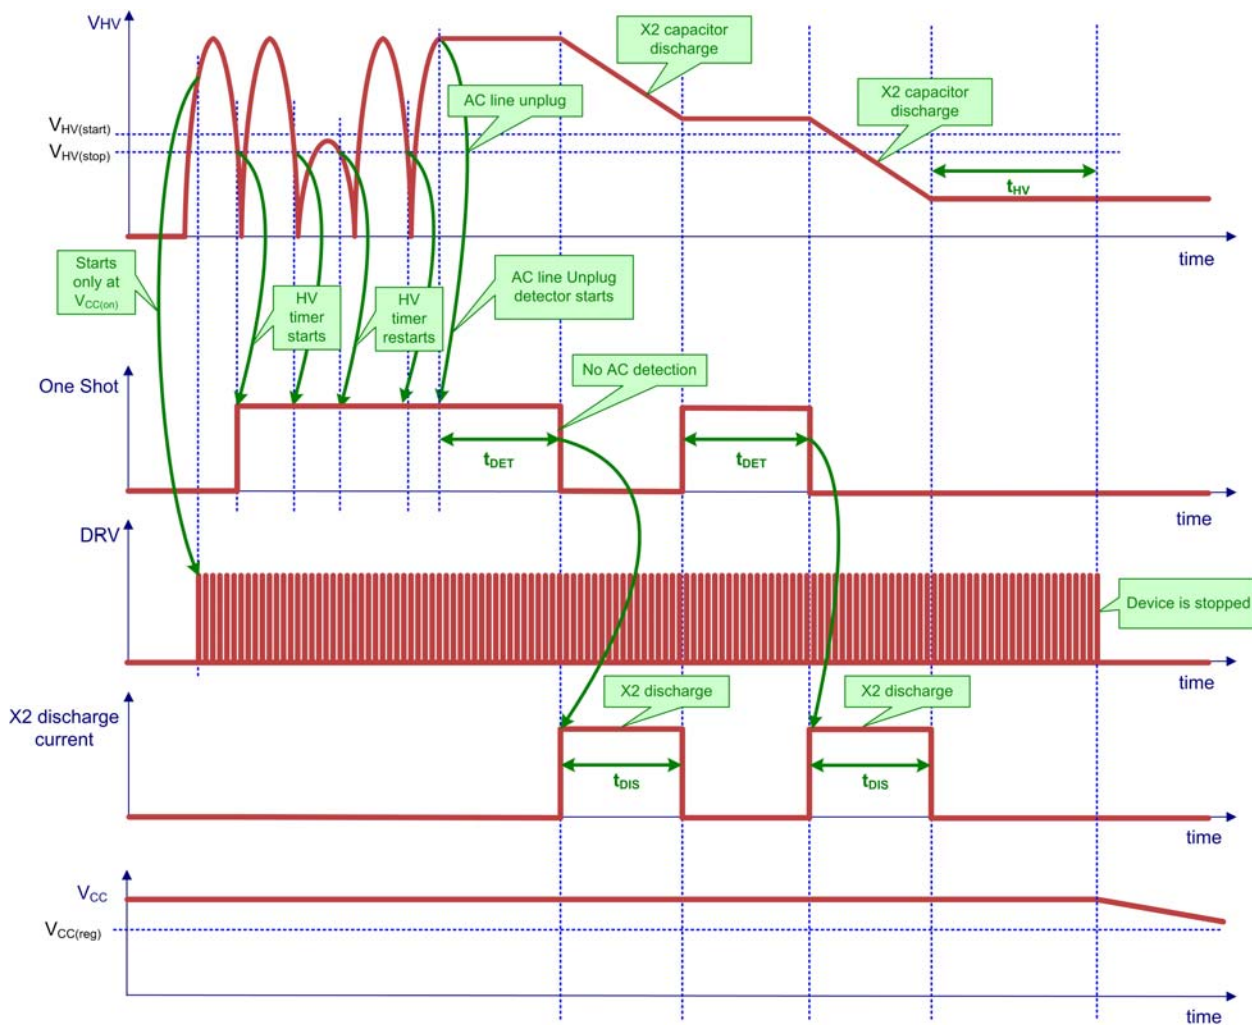 VHV
X2 capacitor
discharge
AC line unplug
X2 capacitor
discharge
VHV(start)
VHV(stop)
tHV
time
Starts
only at
VCC(on)
HV
timer
starts
HV
timer
restarts
AC line Unplug
detector starts
One Shot
No AC detection
tDET
tDET
time
DRV
Device is stopped
time
X2 discharge
current
X2 discharge
X2 discharge
tDIS
tDIS
time
VCC
VCC(reg)
time